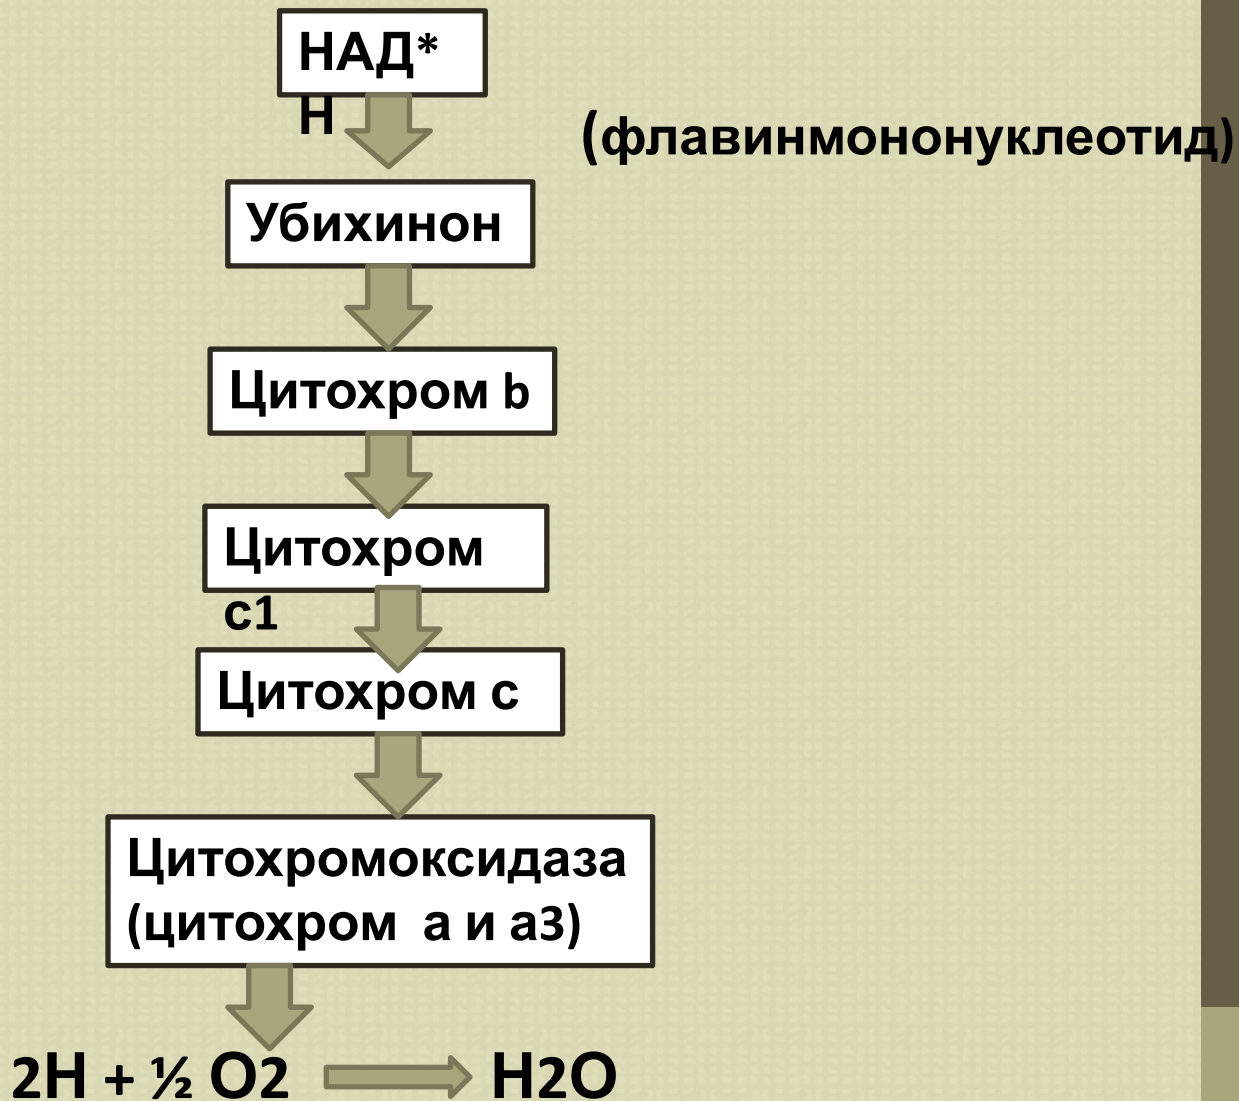 НАД*
Н
(флавинмононуклеотид)
Убихинон
Цитохром b
Цитохром
с1
Цитохром с
Цитохромоксидаза
(цитохром а и а3)
2Н + ½ О2
Н2О